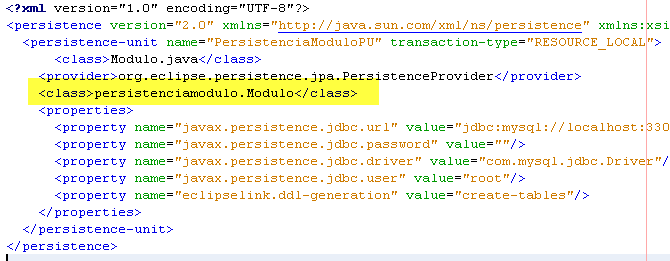 <?xml version="1.0" encoding="UTF-8"?>
<persistence version="2.0" xmlns="http://java.sun.com/xml/ns/persistence" xmlns:xsi
<persistence-unit name="PersistenciaModuloPU" transaction-type="RESOURCE_LOCAL">
<class>Modulo.java</class>
<provider>org.eclipse.persistence.jpa.PersistenceProvider</provider>
<class>persistenciamodulo.Modulo</class>
<properties>
<property name="javax.persistence.jdbc.url" value="jdbc:mysql://localhost:330
<property name="javax.persistence.jdbc.password" value=""/>
<property name="javax.persistence.jdbc.driver" value="com.mysql.jdbc.Driver"/
<property name="javax.persistence.jdbc.user" value="root"/>
<property name="eclipselink.ddl-generation" value="create-tables"/>
</properties>
</persistence-unit>
</persistence>